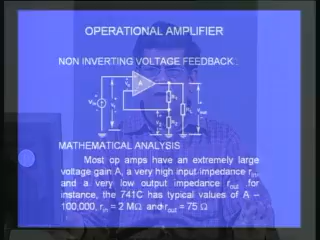 OPERATIONAL AMPLIFIER
NON INVERTING VOLTAGE FEEDBACK :
A
MATHEMATICAL ANALYSIS
Most op amps have an extremely large
voltage gain A, a very high input impedance rin,
and a very low output impedance rout .for
instance, the 741C has typical values of A –
100,000, rin = 2 MΩ and rout = 75 Ω